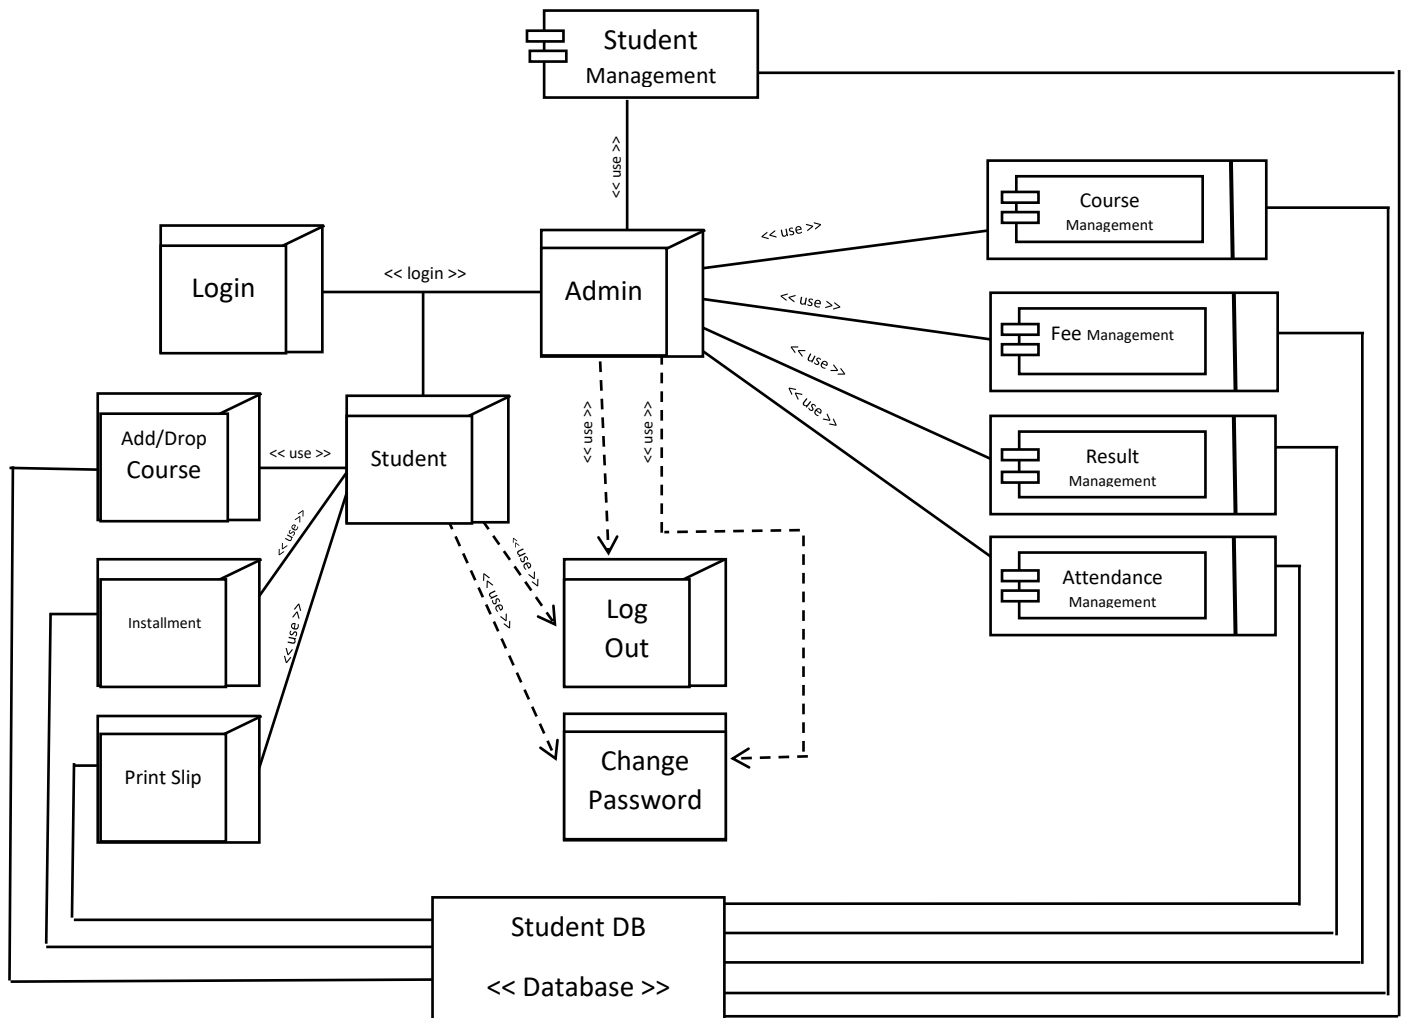 Student
Management
<< use >>
Course
Management
<< use >>
Login
<< login >>
Admin
<< use >>
Fee Management
<< use >>
<< use >>
Add/Drop
Course
<< use >>
Student
<< use >>
<< use >>
Result
Management
<< use >>
<< use >>
<< use >>
Attendance
Management
Installment
<< use >>
Log
Out
Print Slip
Change
Password
Student DB
<< Database >>